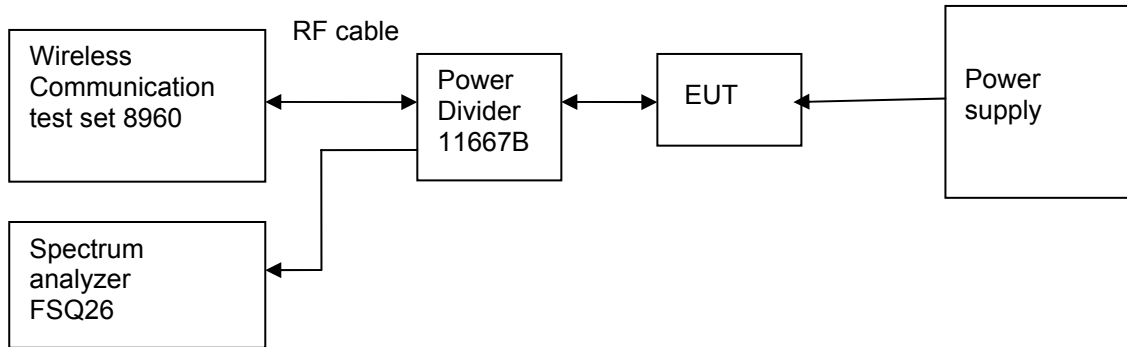 RF cable
Wireless
Communication
test set 8960
Power
Divider
11667B
EUT
Power
supply
Spectrum
analyzer
FSQ26